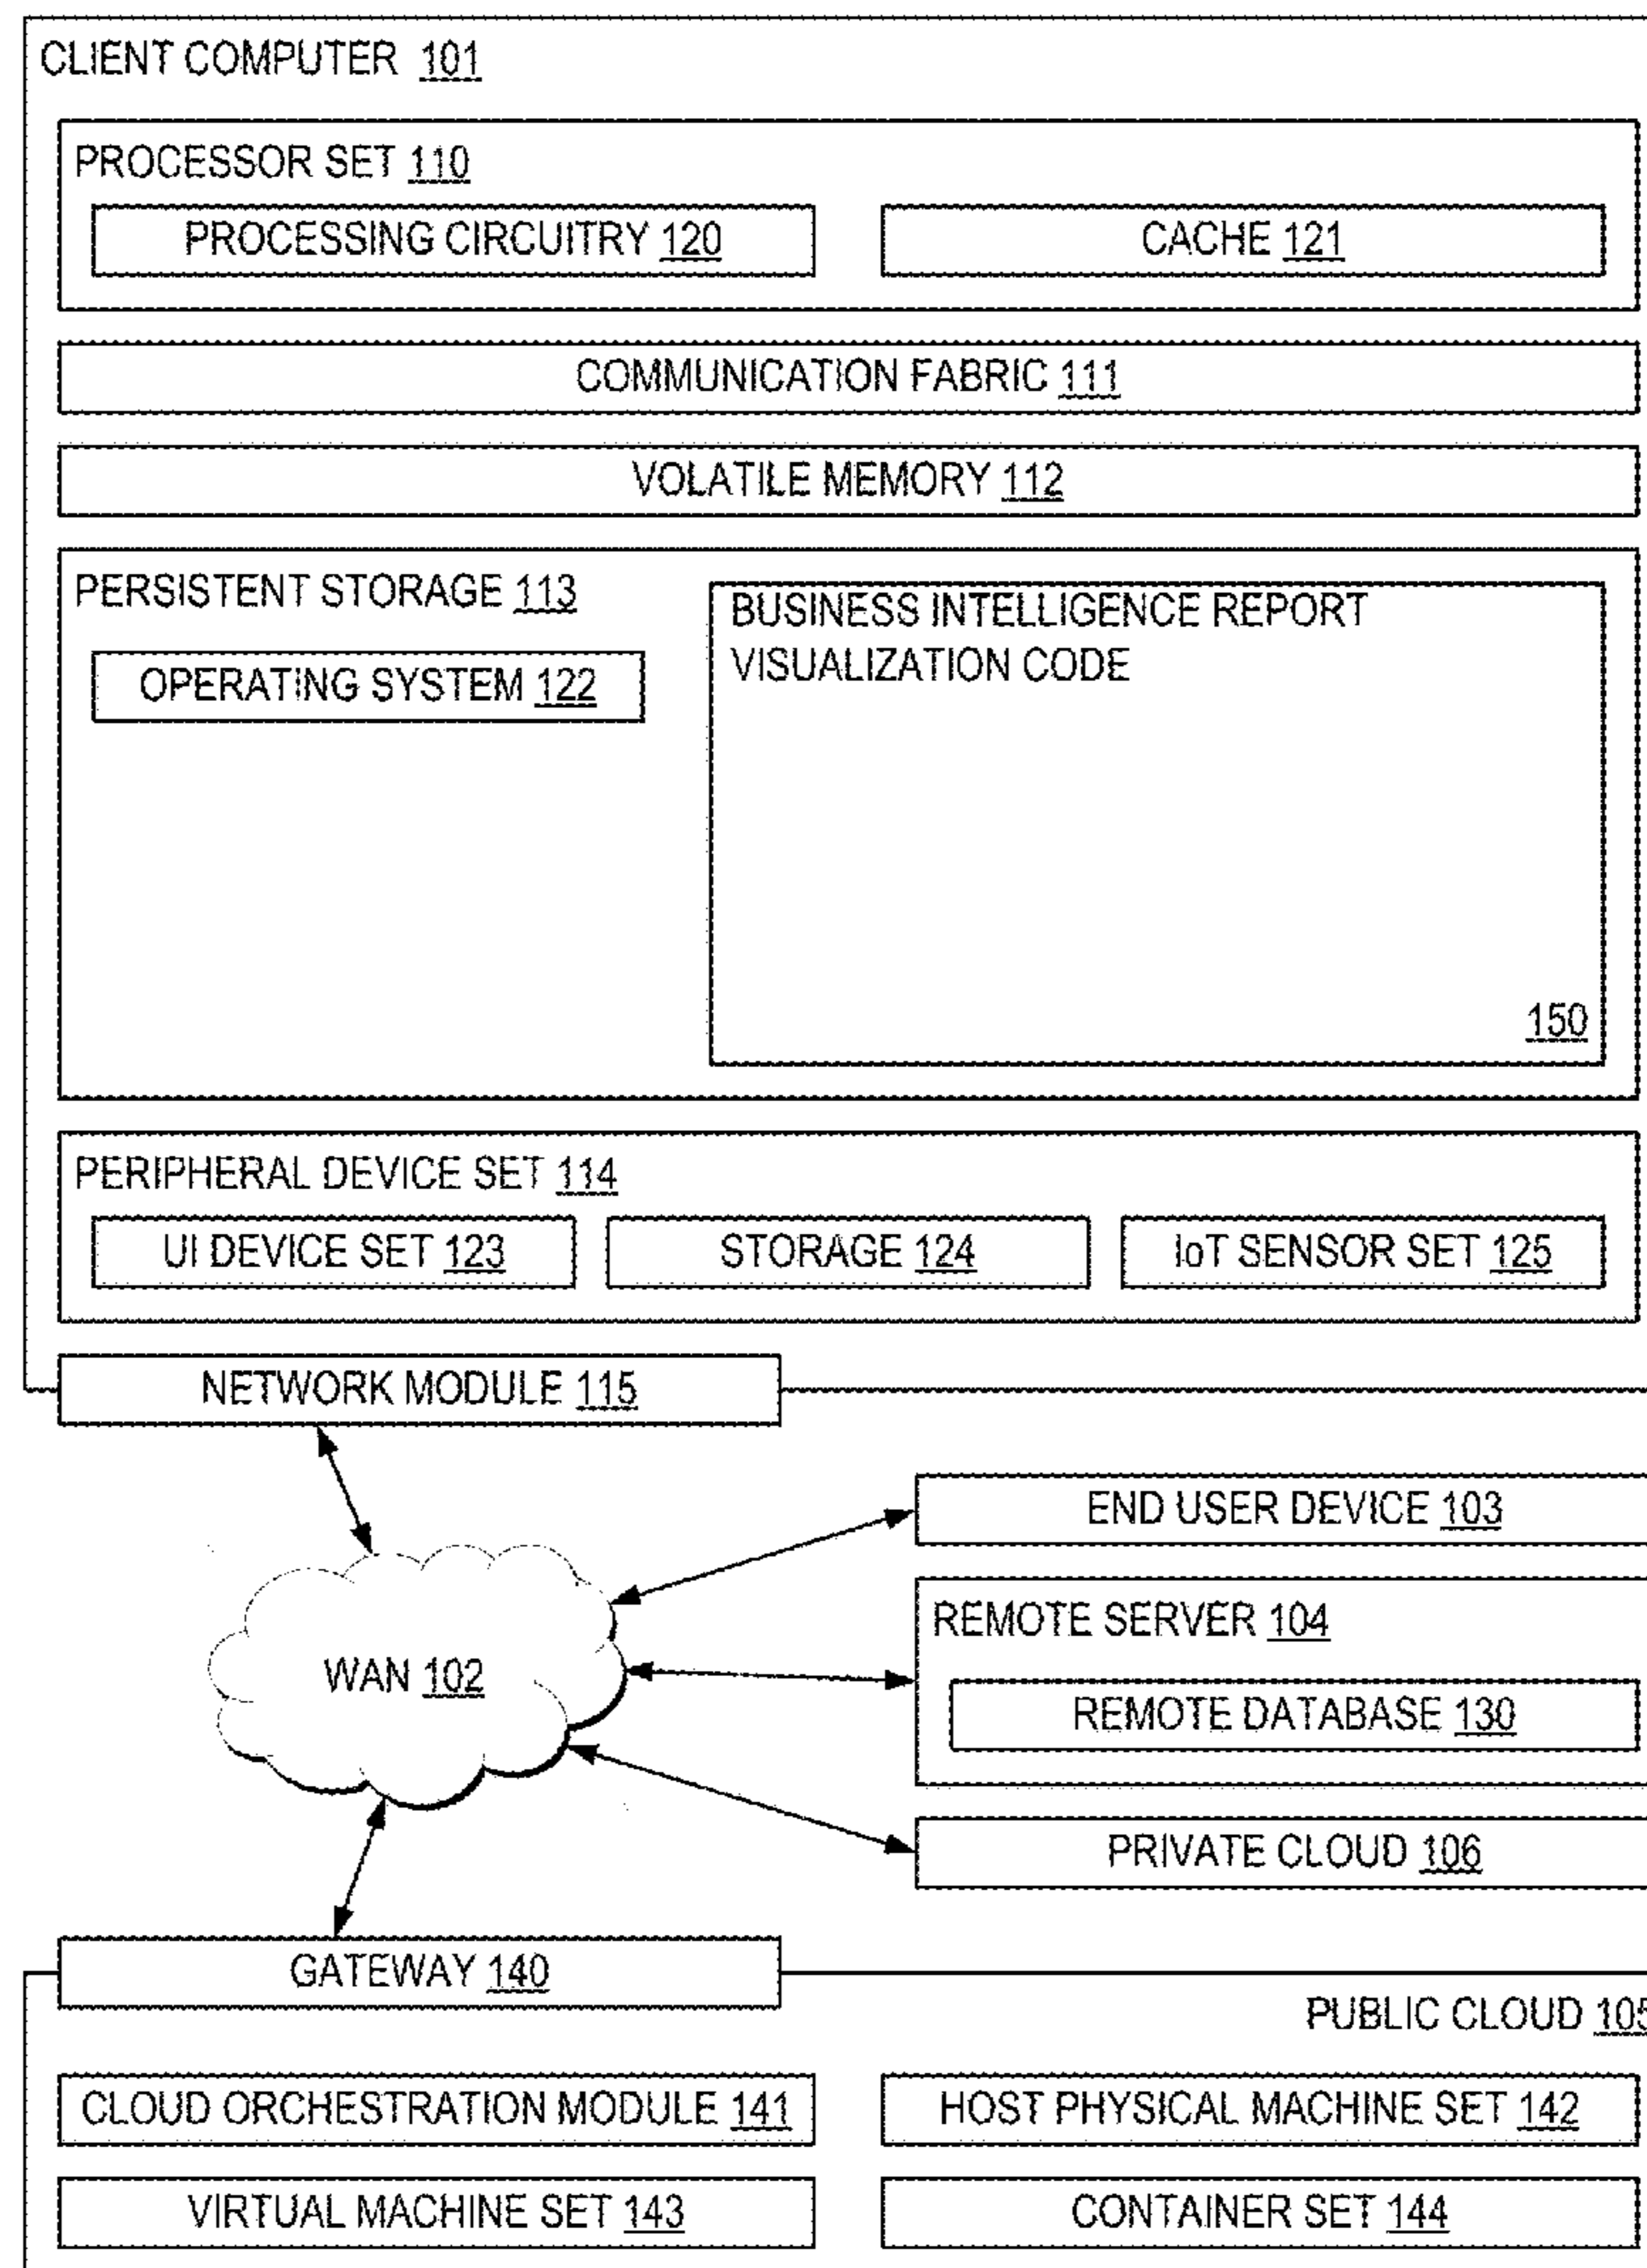 CLIENT COMPUTER 101
PROCESSOR SET 110
PROCESSING CIRCUITRY 120
CACHE 121
COMMUNICATION FABRIC 111
VOLATILE MEMORY 112
PERSISTENT STORAGE 113
OPERATING SYSTEM 122
BUSINESS INTELLIGENCE REPORT
VISUALIZATION CODE
150
PERIPHERAL DEVICE SET 114
UI DEVICE SET 123
STORAGE 124
IoT SENSOR SET 125
NETWORK MODULE 115
END USER DEVICE 103
REMOTE SERVER 104
WAN 102
REMOTE DATABASE 130
PRIVATE CLOUD 106
GATEWAY 140
PUBLIC CLOUD 105
CLOUD ORCHESTRATION MODULE 141
HOST PHYSICAL MACHINE SET 142
VIRTUAL MACHINE SET 143
CONTAINER SET 144